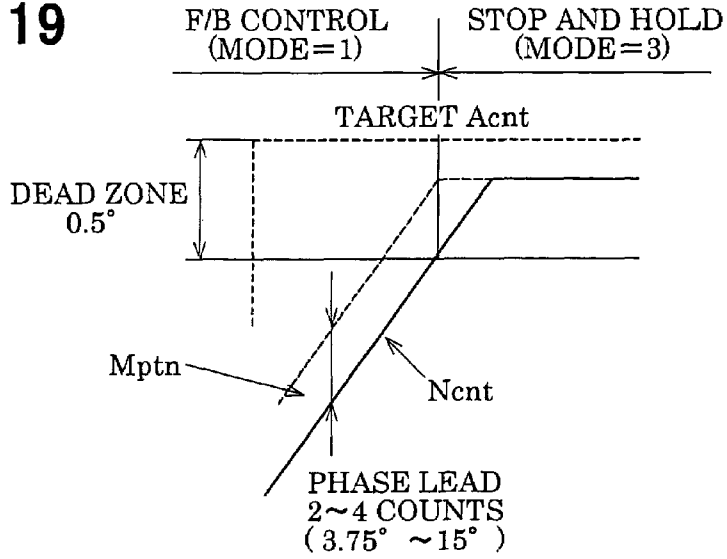 19
F/B CONTROL
(MODE=1)
STOP AND HOLD
(MODE=3)
TARGET Acnt
DEAD ZONE
0.5°
Mptn
Ncnt
PHASE LEAD
2~4 COUNTS
(3.75° ~15°)